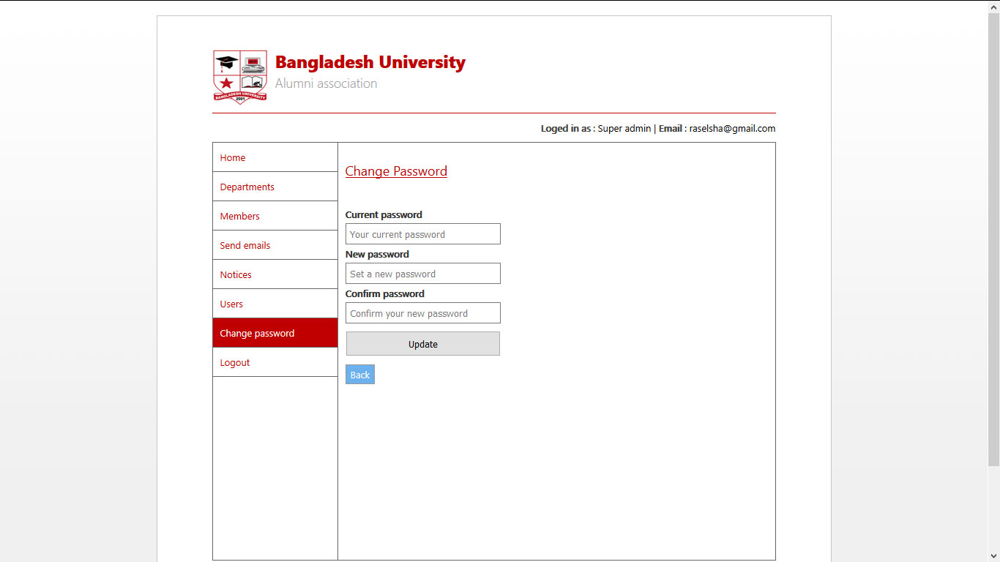 BANGLADESH UNIVERSITY
2001
Bangladesh University
Alumni association
Loged in as : Super admin | Email : raselsha@gmail.com
Home
Departments
Members
Send emails
Notices
Users
Change password
Logout
Change Password
Current password
Your current password
New password
Set a new password
Confirm password
Confirm your new password
Update
Back